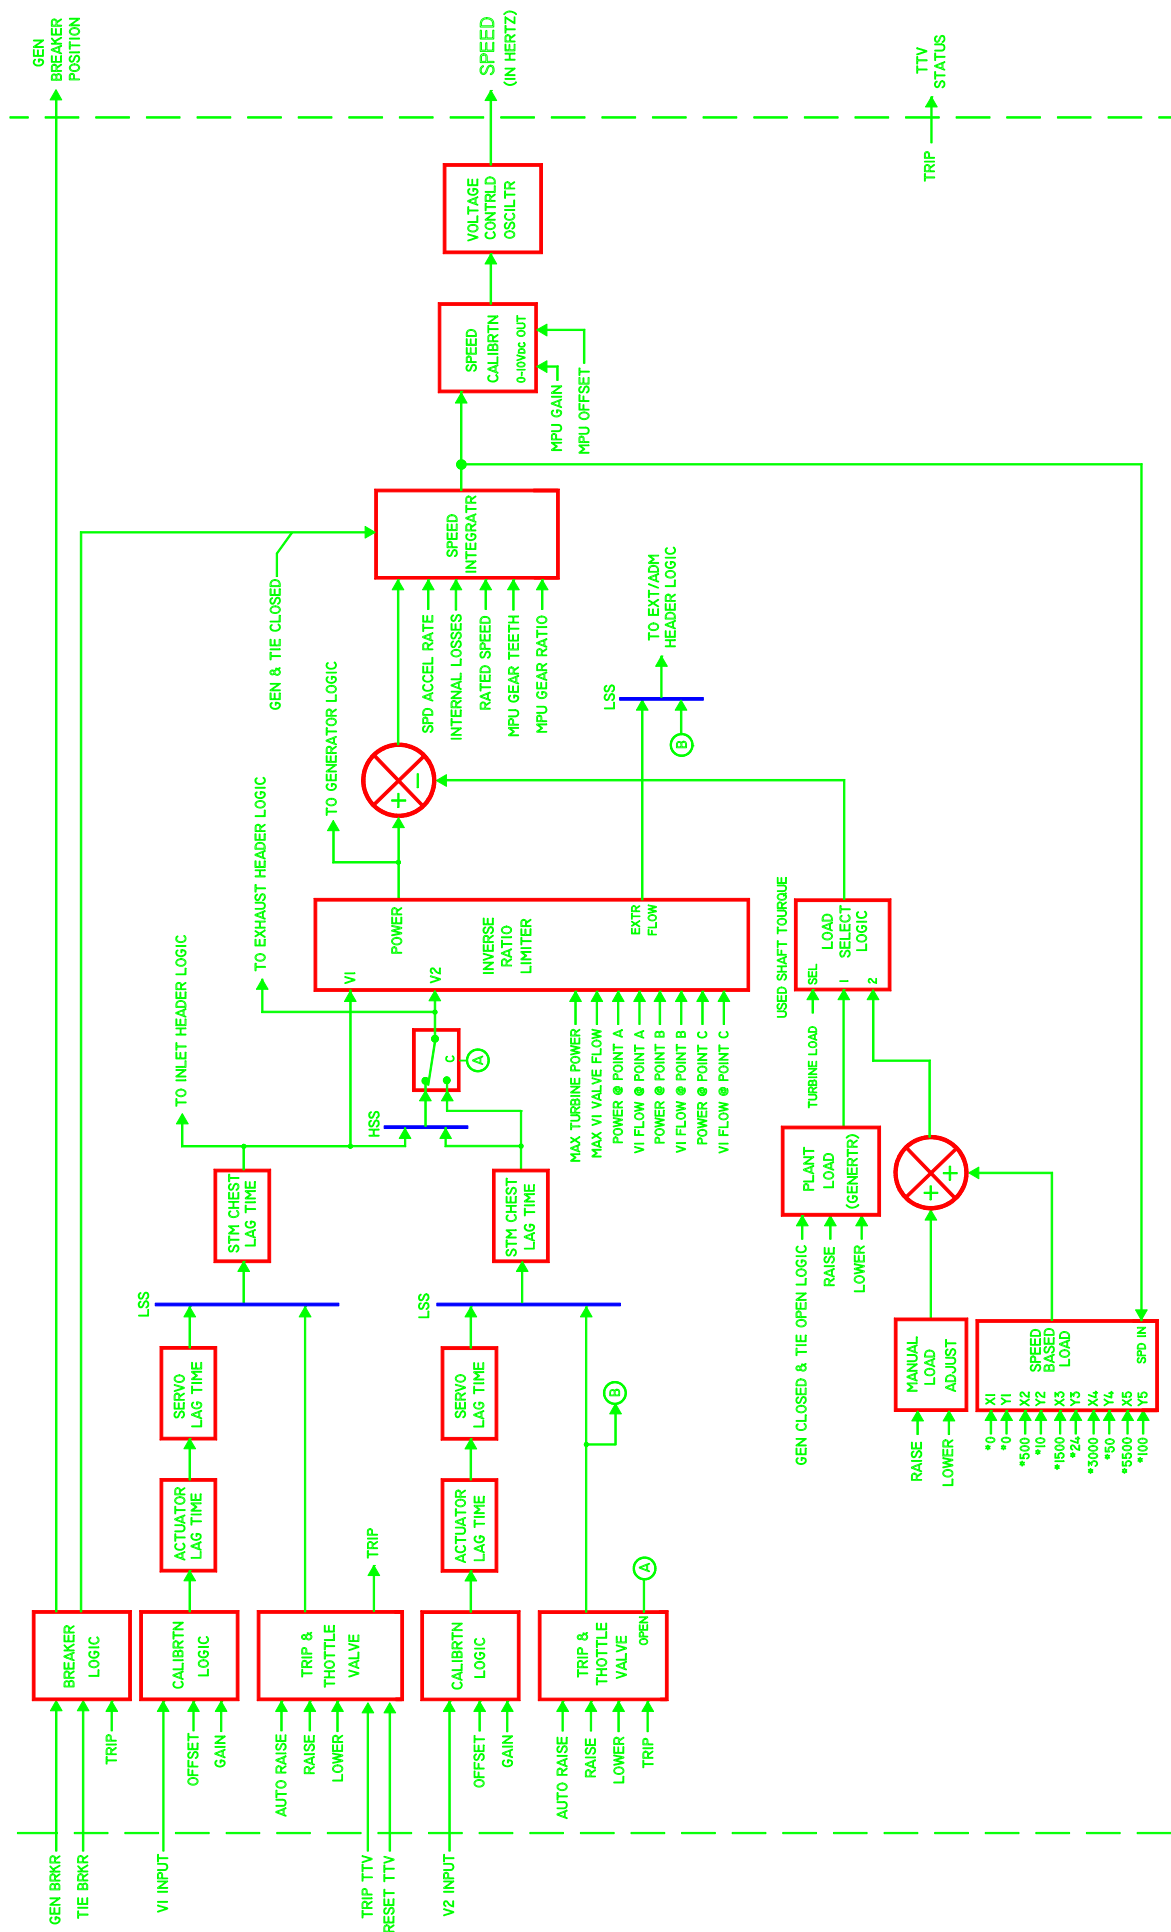 GEN
BREAKER
POSITION
SPEED
(IN HERTZ)
TTV
STATUS
TRIP
VOLTAGE
CONTRLD
OSCILTR
SPEED
CALIBRTN
0-10VDC OUT
MPU GAIN
MPU OFFSET
SPEED
INTEGRATR
GEN & TIE CLOSED
SPD ACCEL RATE
INTERNAL LOSSES
RATED SPEED
MPU GEAR TEETH
MPU GEAR RATIO
TO EXT/ADM
HEADER LOGIC
LSS
B
TO GENERATOR LOGIC
+
−
TO EXHAUST HEADER LOGIC
TO INLET HEADER LOGIC
POWER
INVERSE
RATIO
LIMITER
EXTR
FLOW
V1
V2
MAX TURBINE POWER
MAX V1 VALVE FLOW
POWER @ POINT A
V1 FLOW @ POINT A
POWER @ POINT B
V1 FLOW @ POINT B
POWER @ POINT C
V1 FLOW @ POINT C
USED SHAFT TOURQUE
LOAD
SELECT
LOGIC
SEL
1
2
TURBINE LOAD
C
A
HSS
STM CHEST
LAG TIME
STM CHEST
LAG TIME
PLANT
LOAD
(GENERTR)
GEN CLOSED & TIE OPEN LOGIC
RAISE
LOWER
+
+
LSS
LSS
SERVO
LAG TIME
SERVO
LAG TIME
B
MANUAL
LOAD
ADJUST
RAISE
LOWER
SPEED
BASED
LOAD
SPD IN
X1
Y1
X2
Y2
X3
Y3
X4
Y4
X5
Y5
*0
*0
*500
*10
*1500
*24
*3000
*50
*5500
*100
ACTUATOR
LAG TIME
ACTUATOR
LAG TIME
TRIP
A
BREAKER
LOGIC
CALIBRTN
LOGIC
TRIP &
THOTTLE
VALVE
CALIBRTN
LOGIC
TRIP &
THOTTLE
VALVE
OPEN
TRIP
OFFSET
GAIN
AUTO RAISE
RAISE
LOWER
OFFSET
GAIN
AUTO RAISE
RAISE
LOWER
TRIP
GEN BRKR
TIE BRKR
V1 INPUT
TRIP TTV
RESET TTV
V2 INPUT